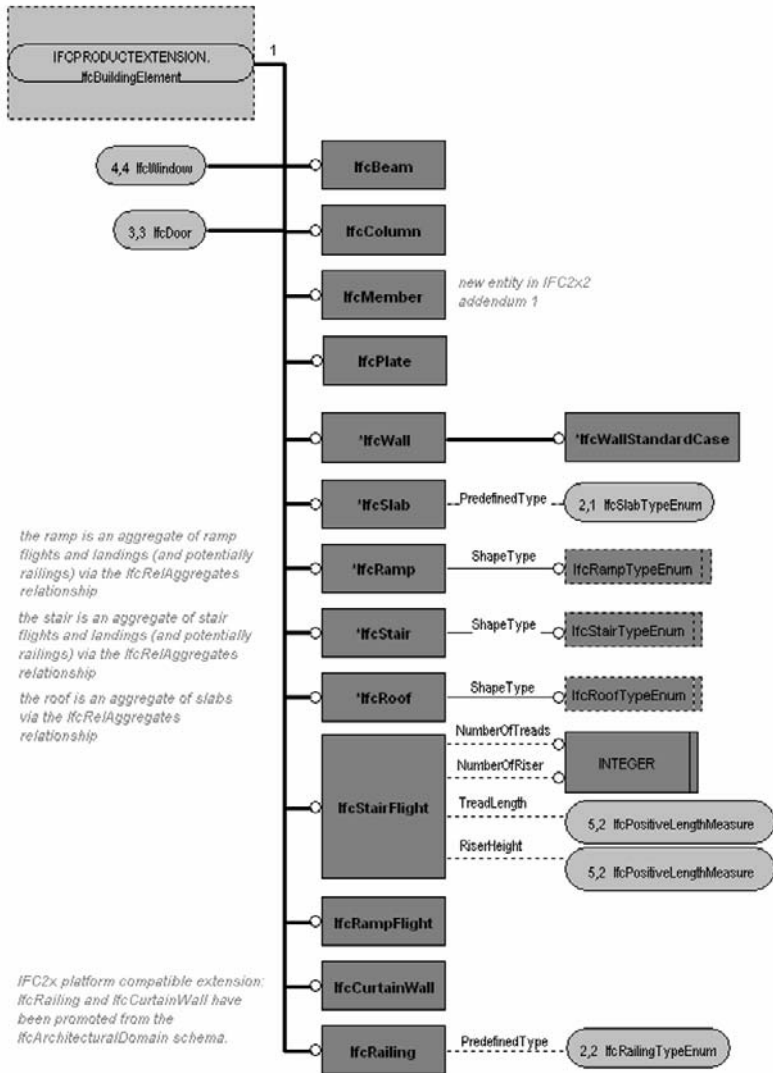 IFCPRODUCTEXTENSION.
IfcBuildingElement
1
4,4 IfcWindow
IfcBeam
3,3 IfcDoor
IfcColumn
IfcMember
new entity in IFC2x2
addendum 1
IfcPlate
*IfcWall
*IfcWallStandardCase
*IfcSlab
PredefinedType
2,1 IfcSlabTypeEnum
the ramp is an aggregate of ramp
flights and landings (and potentially
railings) via the IfcRelAggregates
relationship
*IfcRamp
ShapeType
IfcRampTypeEnum
the stair is an aggregate of stair
flights and landings (and potentially
railings) via the IfcRelAggregates
relationship
*IfcStair
ShapeType
IfcStairTypeEnum
the roof is an aggregate of slabs
via the IfcRelAggregates
relationship
*IfcRoof
ShapeType
IfcRoofTypeEnum
IfcStairFlight
NumberOfTreads
NumberOfRiser
INTEGER
TreadLength
5,2 IfcPositiveLengthMeasure
RiserHeight
5,2 IfcPositiveLengthMeasure
IfcRampFlight
IFC2x platform compatible extension:
IfcRailing and IfcCurtainWall have
been promoted from the
IfcArchitecturalDomain schema.
IfcCurtainWall
IfcRailing
PredefinedType
2,2 IfcRailingTypeEnum